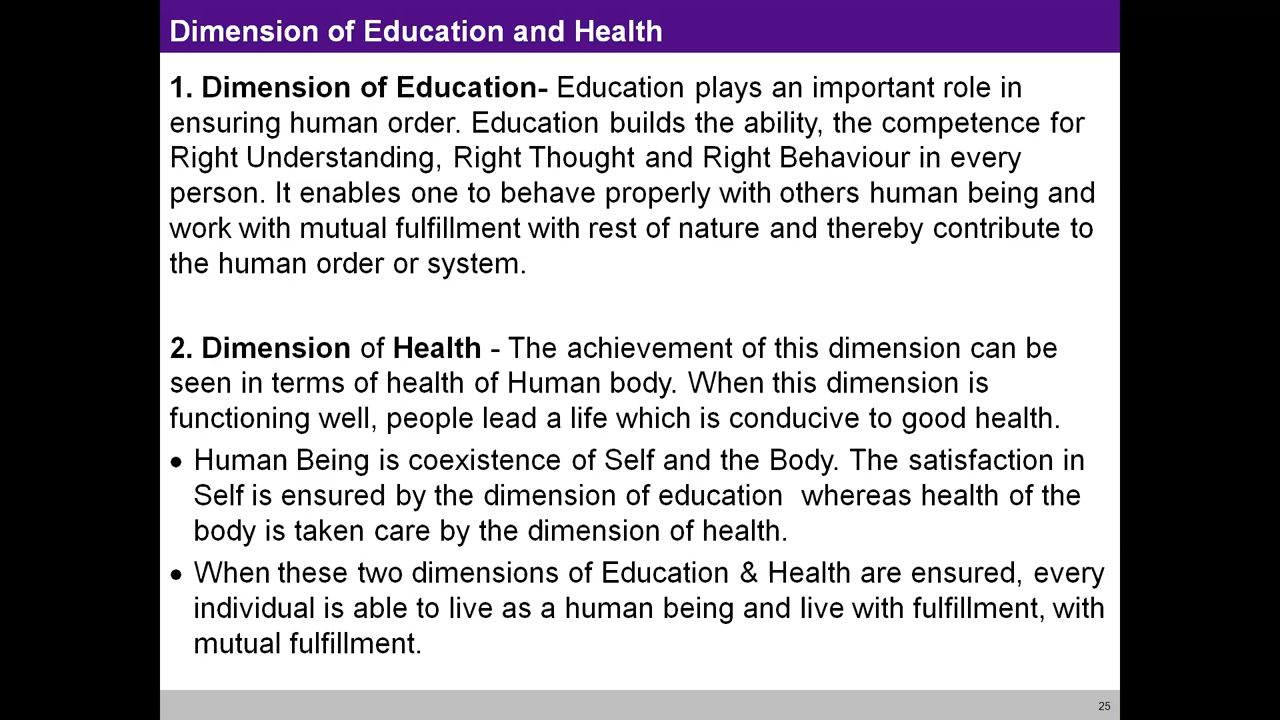 Dimension of Education and Health
1. Dimension of Education- Education plays an important role in
ensuring human order. Education builds the ability, the competence for
Right Understanding, Right Thought and Right Behaviour in every
person. It enables one to behave properly with others human being and
work with mutual fulfillment with rest of nature and thereby contribute to
the human order or system.
2. Dimension of Health - The achievement of this dimension can be
seen in terms of health of Human body. When this dimension is
functioning well, people lead a life which is conducive to good health.
• Human Being is coexistence of Self and the Body. The satisfaction in
Self is ensured by the dimension of education  whereas health of the
body is taken care by the dimension of health.
• When these two dimensions of Education & Health are ensured, every
individual is able to live as a human being and live with fulfillment, with
mutual fulfillment.
25